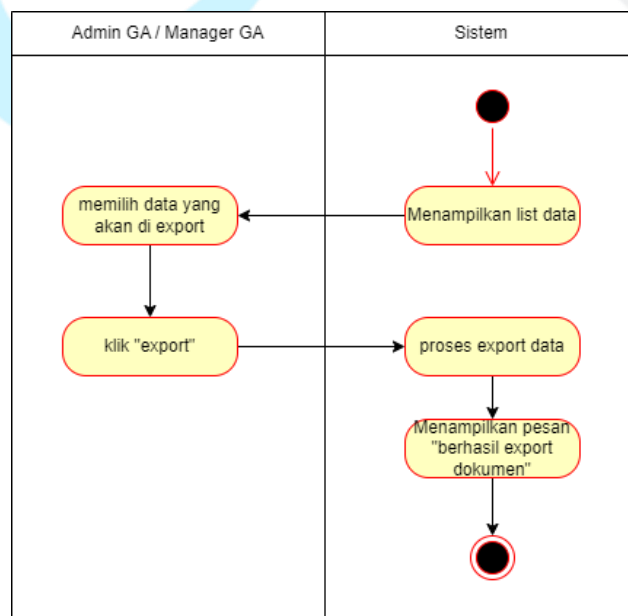 Admin GA / Manager GA
Sistem
Menampilkan list data
memilih data yang
akan di export
klik "export"
proses export data
Menampilkan pesan
"berhasil export
dokumen"